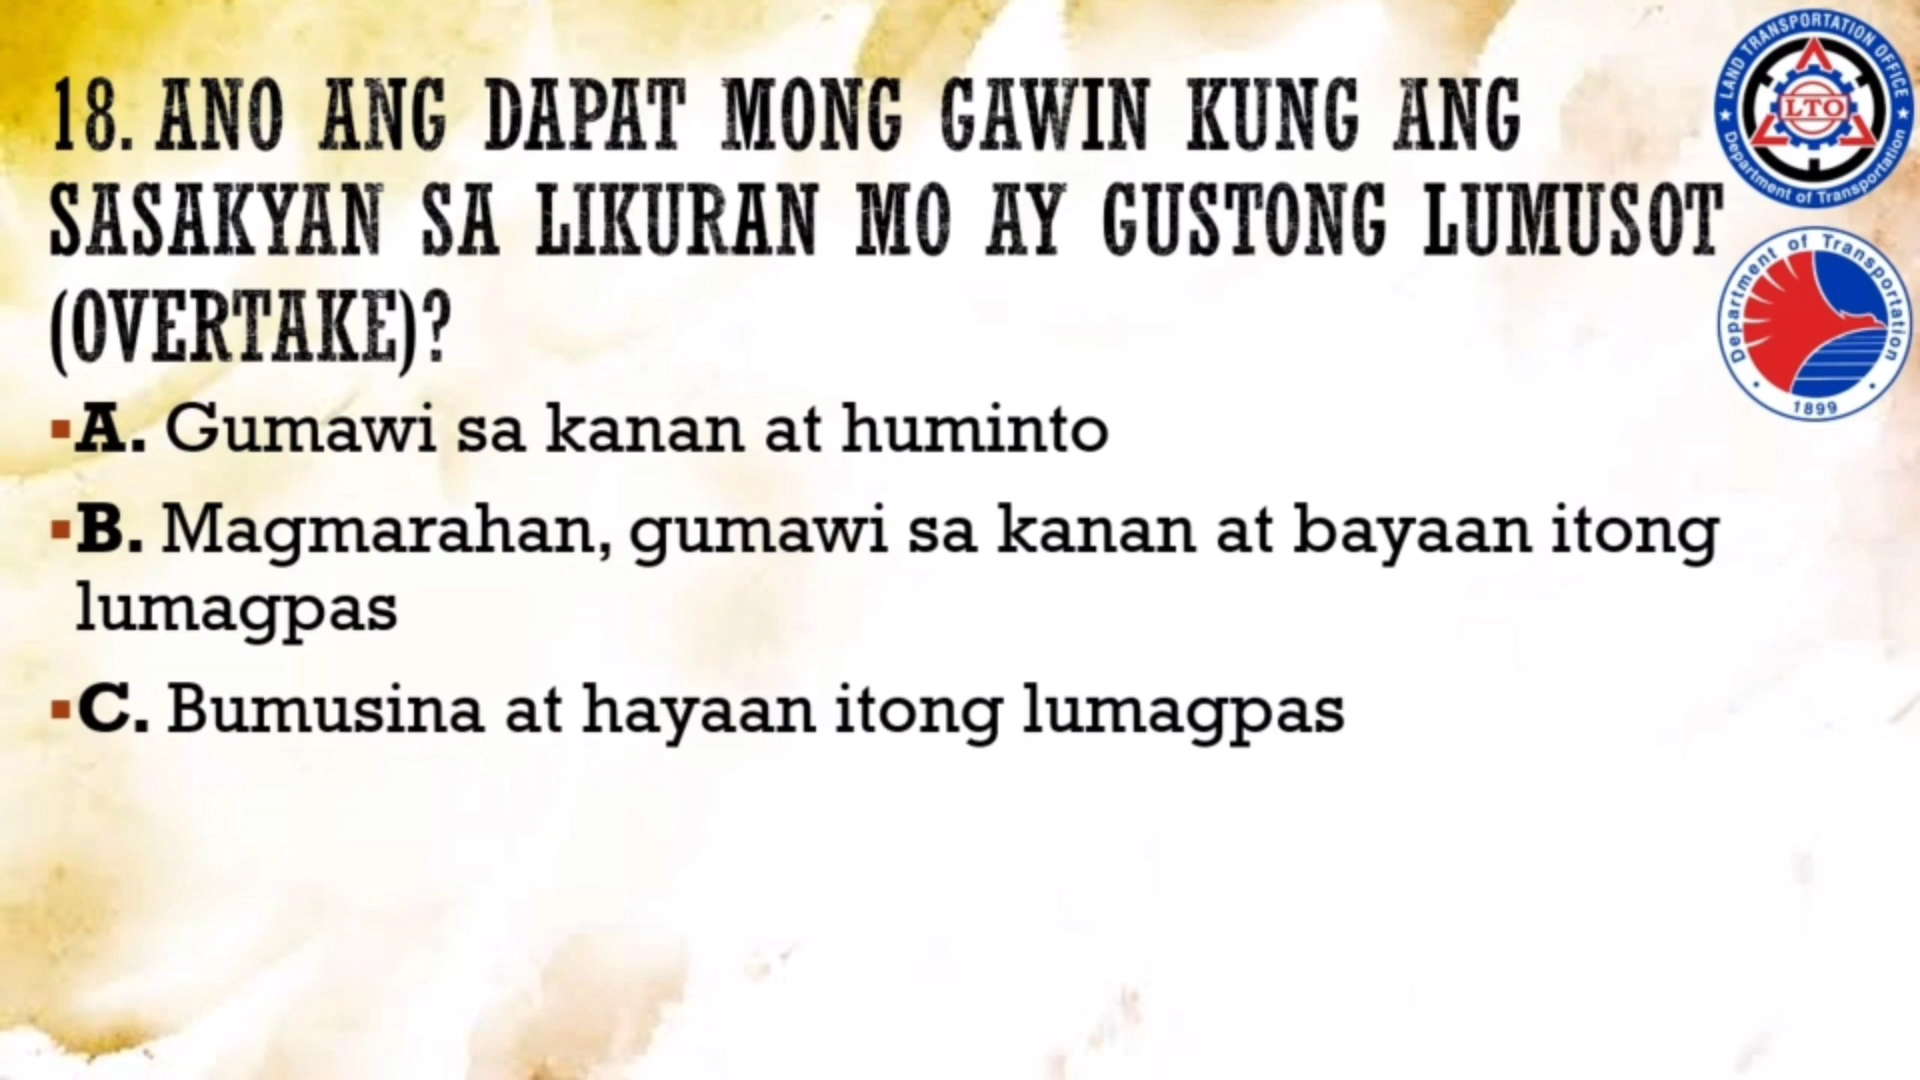 18. ANO ANG DAPAT MONG GAWIN KUNG ANG
SASAKYAN SA LIKURAN MO AY GUSTONG LUMUSOT
(OVERTAKE)?
A. Gumawi sa kanan at huminto
B. Magmarahan, gumawi sa kanan at bayaan itong
lumagpas
C. Bumusina at hayaan itong lumagpas
LAND TRANSPORTATION OFFICE
LTO
Department of Transportation
Department of Transportation
1899